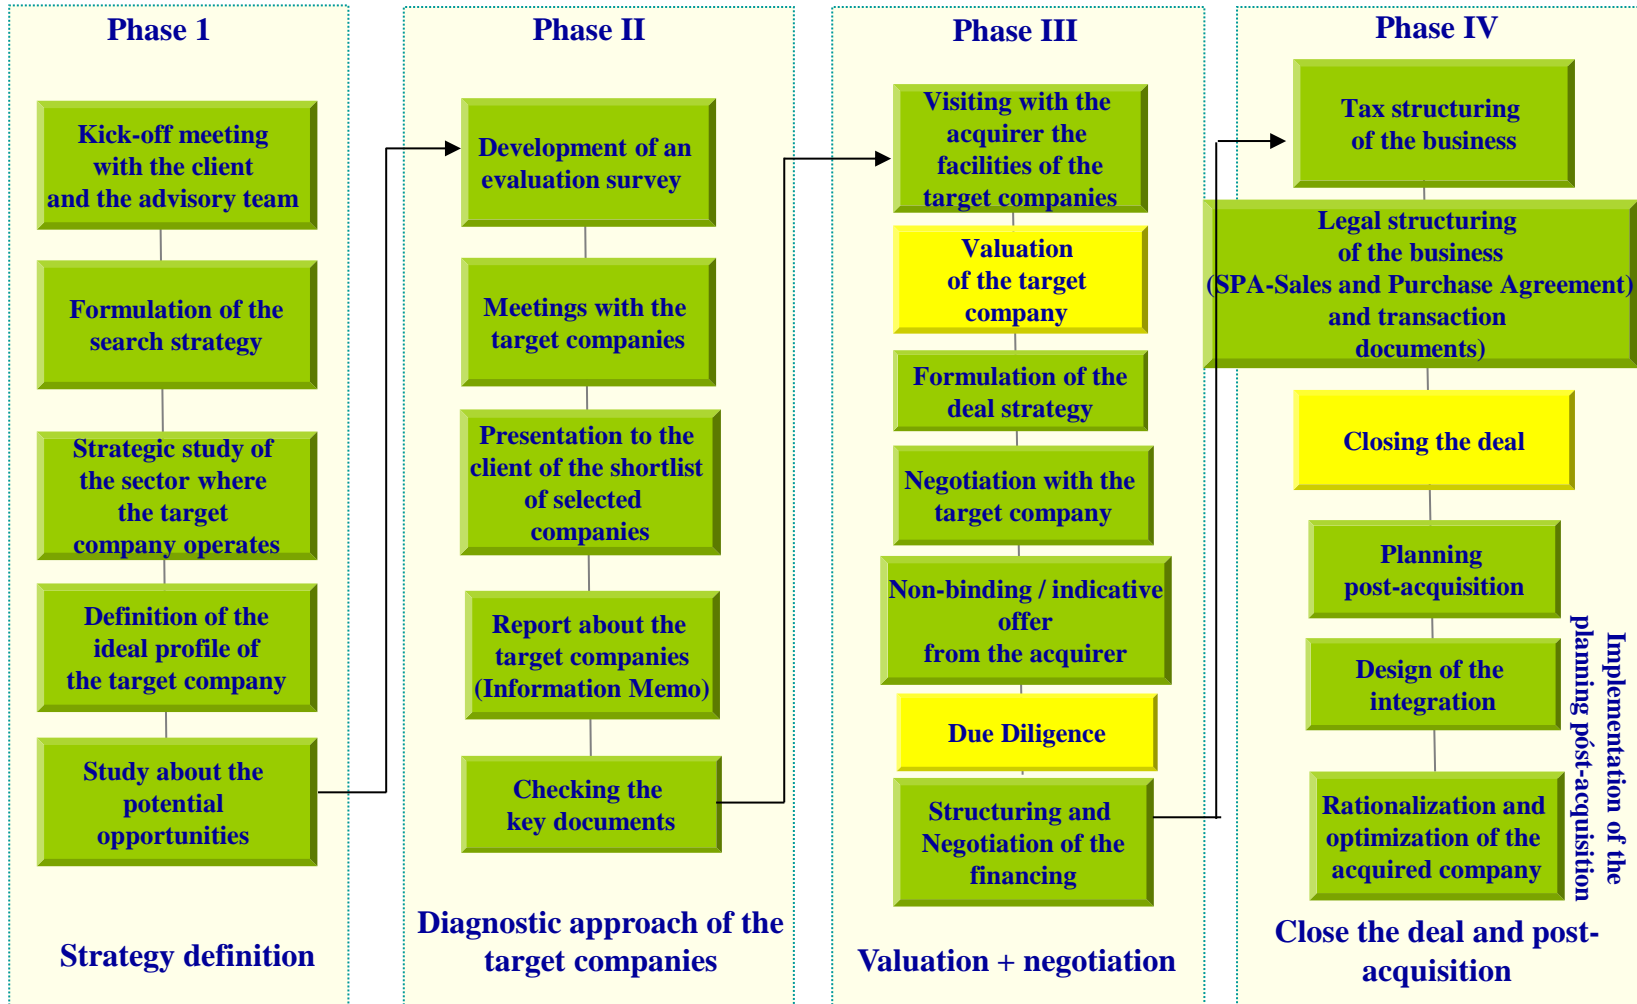 Phase 1
Kick-off meeting
with the client
and the advisory team
Formulation of the
search strategy
Strategic study of
the sector where
the target
company operates
Definition of the
ideal profile of
the target company
Study about the
potential
opportunities
Strategy definition
Phase II
Development of an
evaluation survey
Meetings with the
target companies
Presentation to the
client of the shortlist
of selected
companies
Report about the
target companies
(Information Memo)
Checking the
key documents
Diagnostic approach of the
target companies
Phase III
Visiting with the
acquirer the
facilities of the
target companies
Valuation
of the target
company
Formulation of the
deal strategy
Negotiation with the
target company
Non-binding / indicative
offer
from the acquirer
Due Diligence
Structuring and
Negotiation of the
financing
Valuation + negotiation
Phase IV
Tax structuring
of the business
Legal structuring
of the business
(SPA-Sales and Purchase Agreement)
and transaction
documents)
Closing the deal
Planning
post-acquisition
Design of the
integration
Rationalization and
optimization of the
acquired company
Implementation of the
planning póst-acquisition
Close the deal and post-
acquisition